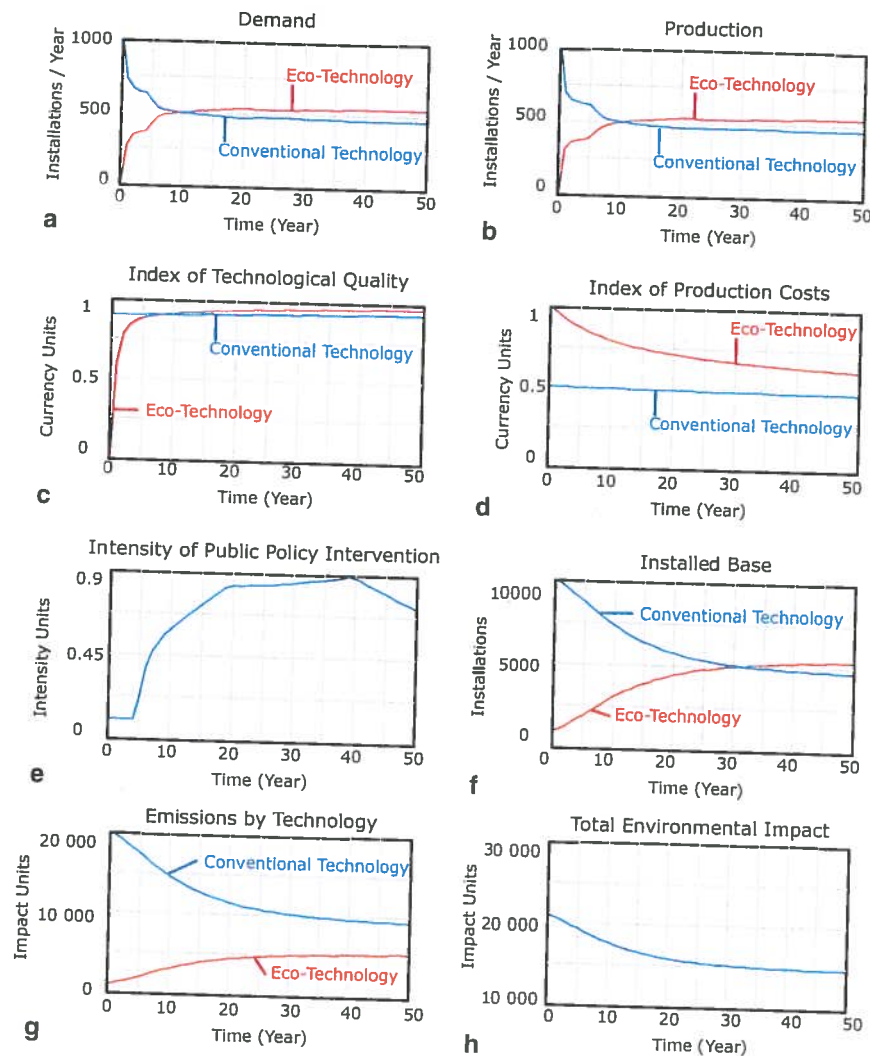 Demand
Installations / Year
1000
500
0
Eco-Technology
Conventional Technology
0 10 20 30 40 50
Time (Year)
a
Production
Installations / Year
1000
500
0
Eco-Technology
Conventional Technology
0 10 20 30 40 50
Time (Year)
b
Index of Technological Quality
Currency Units
1
0.5
0
Conventional Technology
Eco-Technology
0 10 20 30 40 50
Time (Year)
c
Index of Production Costs
Currency Units
1
0.5
0
Eco-Technology
Conventional Technology
0 10 20 30 40 50
Time (Year)
d
Intensity of Public Policy Intervention
Intensity Units
0.9
0.45
0
0 10 20 30 40 50
Time (Year)
e
Installed Base
Installations
10000
5000
0
Conventional Technology
Eco-Technology
0 10 20 30 40 50
Time (Year)
f
Emissions by Technology
Impact Units
20 000
10 000
0
Conventional Technology
Eco-Technology
0 10 20 30 40 50
Time (Year)
g
Total Environmental Impact
Impact Units
30 000
20 000
10 000
0 10 20 30 40 50
Time (Year)
h